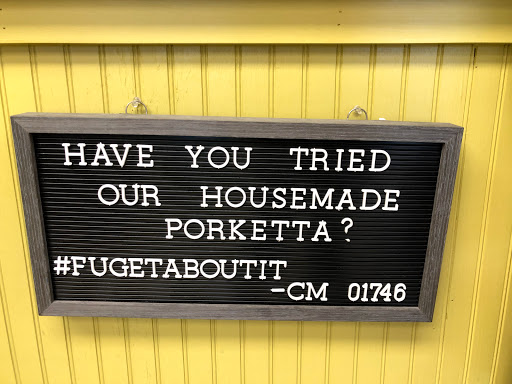 HAVE YOU TRIED
OUR HOUSEMADE
PORKETTA?
#FUGETABOUTIT
-CM 01746